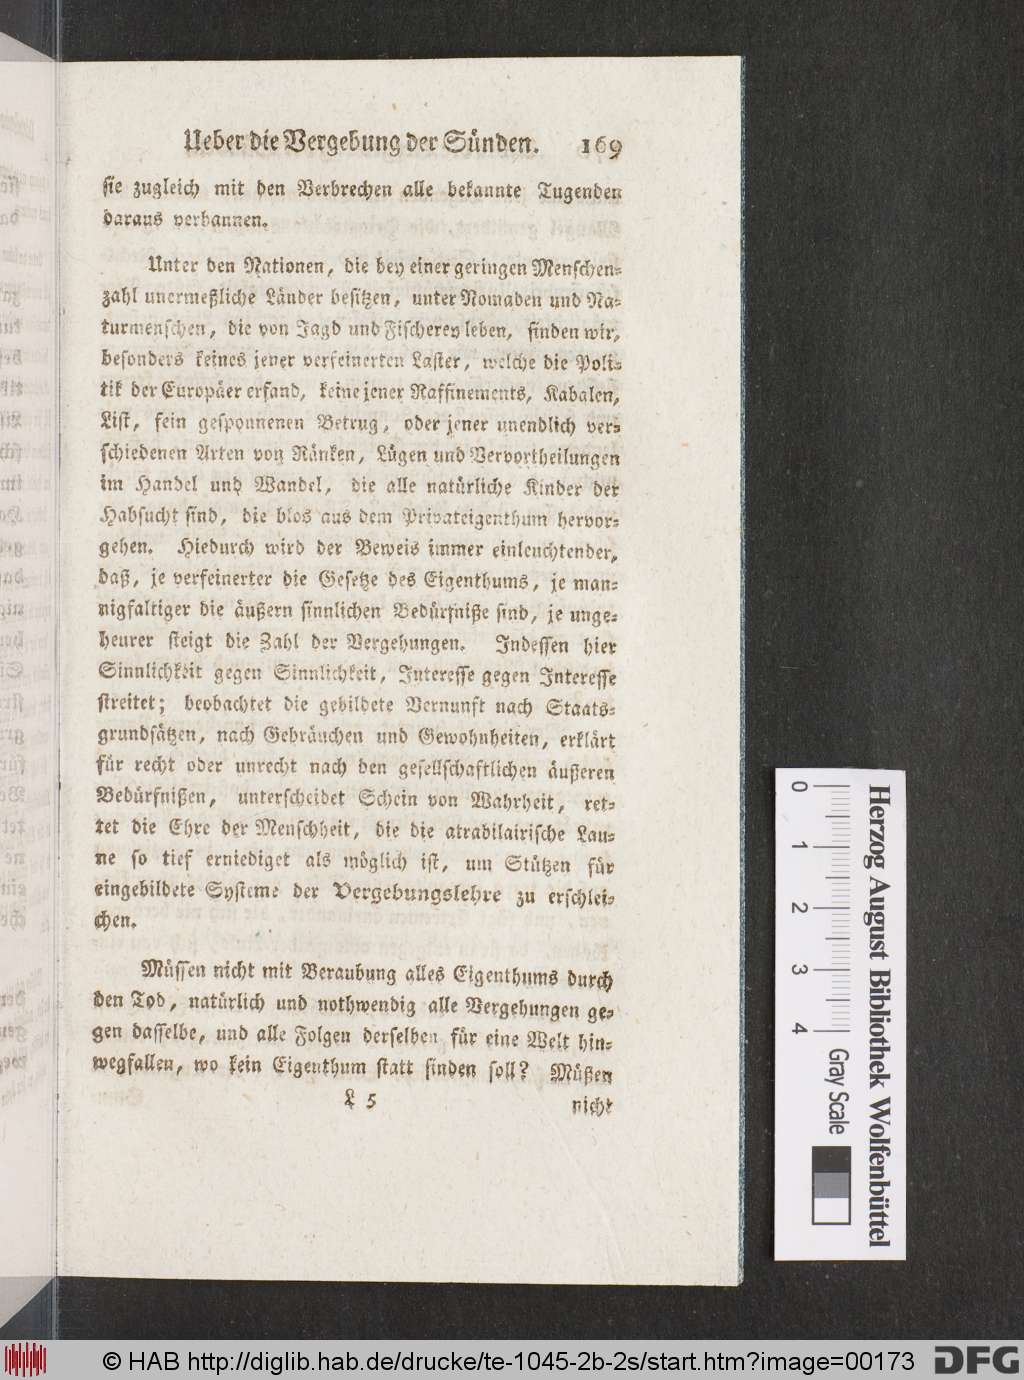 Ueber die Vergebung der Sünden. 169
sie zugleich mit den Verbrechen alle bekannte Tugenden
daraus verbannen.
Unter den Nationen, die bey einer geringen Menschen-
zahl unermeßliche Länder besitzen, unter Nomaden und Na-
turmenschen, die von Jagd und Fischerey leben, finden wir,
besonders keines jener verfeinerten Laster, welche die Poli-
tik der Europäer erfand, keine jener Raffinements, Kabalen,
List, fein gesponnenen Betrug, oder jener unendlich ver-
schiedenen Arten von Ränken, Lügen und Vervortheilungen
im Handel und Wandel, die alle natürliche Kinder der
Habsucht sind, die blos aus dem Privateigenthum hervor-
gehen. Hiedurch wird der Beweis immer einleuchtender,
daß, je verfeinerter die Gesetze des Eigenthums, je man-
nigfaltiger die äußern sinnlichen Bedürfniße sind, je unge-
heurer steigt die Zahl der Vergehungen. Indessen hier
Sinnlichkeit gegen Sinnlichkeit, Interesse gegen Interesse
streitet; beobachtet die gebildete Vernunft nach Staats-
grundsätzen, nach Gebräuchen und Gewohnheiten, erklärt
für recht oder unrecht nach den gesellschaftlichen äußeren
Bedürfnißen, unterscheidet Schein von Wahrheit, ret-
tet die Ehre der Menschheit, die die atrabilairische Lau-
ne so tief erniediget als möglich ist, um Stützen für
eingebildete Systeme der Vergebungslehre zu erschlei-
chen.
Müssen nicht mit Beraubung alles Eigenthums durch
den Tod, natürlich und nothwendig alle Vergehungen ge-
gen dasselbe, und alle Folgen derselben für eine Welt hin-
wegfallen, wo kein Eigenthum statt finden soll? Müßen
L 5 nicht
0 1 2 3 4 Gray Scale
Herzog August Bibliothek Wolfenbüttel
© HAB http://diglib.hab.de/drucke/te-1045-2b-2s/start.htm?image=00173 DFG